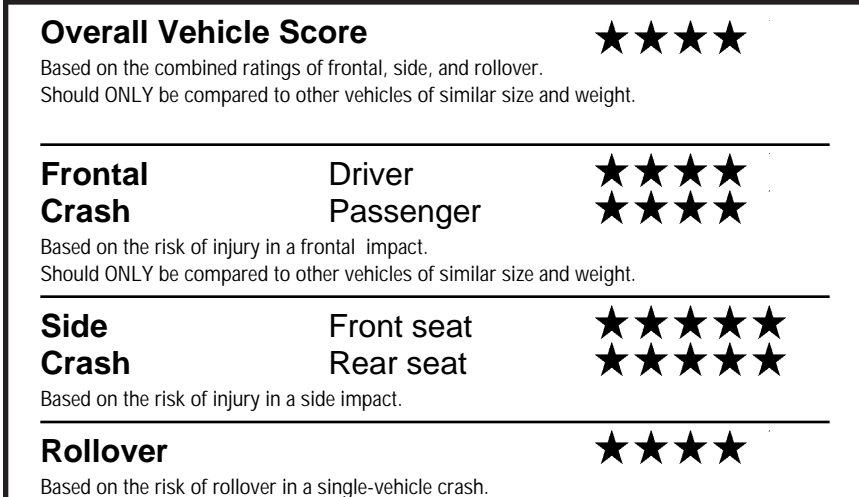 Overall Vehicle Score ★★★★
Based on the combined ratings of frontal, side, and rollover.
Should ONLY be compared to other vehicles of similar size and weight.
Frontal Driver ★★★★
Crash Passenger ★★★★
Based on the risk of injury in a frontal impact.
Should ONLY be compared to other vehicles of similar size and weight.
Side Front seat ★★★★★
Crash Rear seat ★★★★★
Based on the risk of injury in a side impact.
Rollover ★★★★
Based on the risk of rollover in a single-vehicle crash.